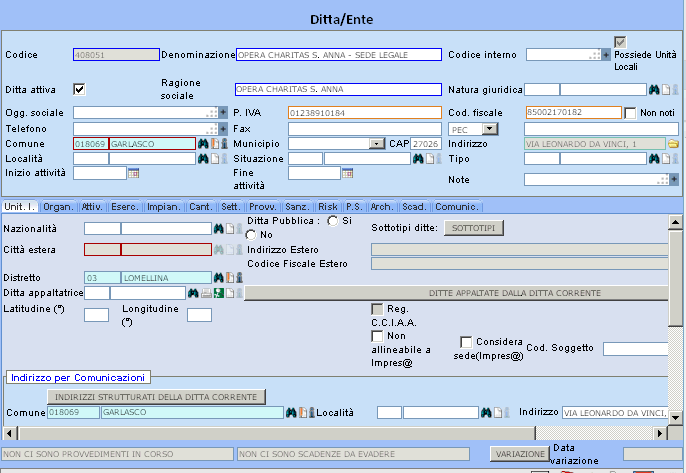 Ditta/Ente
Codice 408051 Denominazione OPERA CHARITAS S. ANNA - SEDE LEGALE Codice interno Possiede Unità Locali
Ditta attiva Ragione sociale OPERA CHARITAS S. ANNA Natura giuridica
Ogg. sociale P. IVA 01238910184 Cod. fiscale 85002170182 Non noti
Telefono Fax PEC
Comune 018069 GARLASCO Municipio CAP 27026 Indirizzo VIA LEONARDO DA VINCI, 1
Località Situazione Tipo
Inizio attività Fine attività Note
Unit. I. Organ. Attiv. Eserc. Impian. Cant. Sett. Provv. Sanz. Risk P.S. Arch. Scad. Comunic.
Nazionalità Ditta Pubblica : Si No Sottotipi ditte: SOTTOTIPI
Città estera Indirizzo Estero
Codice Fiscale Estero
Distretto 03 LOMELLINA
Ditta appaltatrice DITTE APPALTATE DALLA DITTA CORRENTE
Latitudine (°) Longitudine (°) Reg. C.C.I.A.A.
Non allineabile a Impres@ Considera sede(Impres@) Cod. Soggetto
Indirizzo per Comunicazioni
INDIRIZZI STRUTTURATI DELLA DITTA CORRENTE
Comune 018069 GARLASCO Località Indirizzo VIA LEONARDO DA VINCI,
NON CI SONO PROVVEDIMENTI IN CORSO NON CI SONO SCADENZE DA EVADERE VARIAZIONE Data variazione